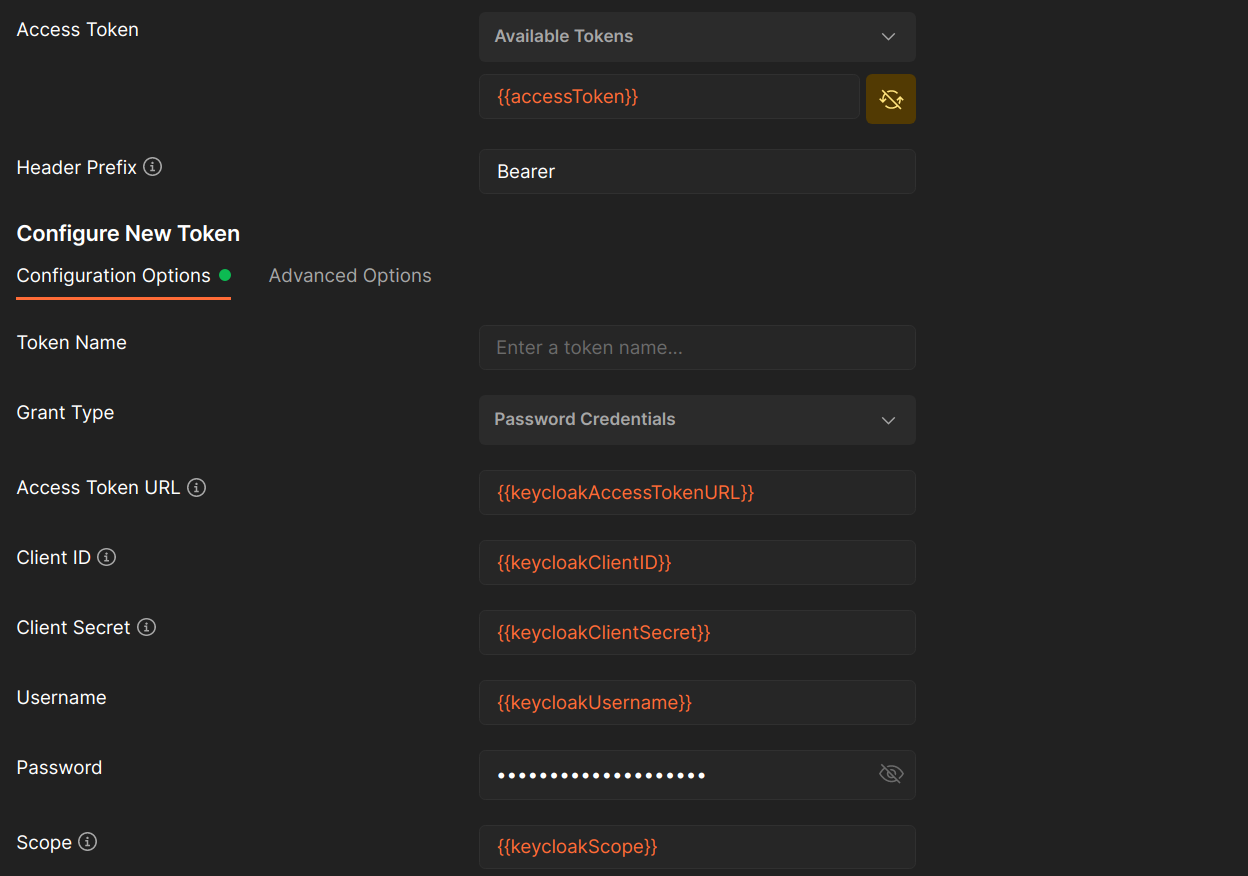 Access Token
Available Tokens
{{accessToken}}
Header Prefix
Bearer
Configure New Token
Configuration Options
Advanced Options
Token Name
Enter a token name...
Grant Type
Password Credentials
Access Token URL
{{keycloakAccessTokenURL}}
Client ID
{{keycloakClientID}}
Client Secret
{{keycloakClientSecret}}
Username
{{keycloakUsername}}
Password
••••••••••••••••••••
Scope
{{keycloakScope}}